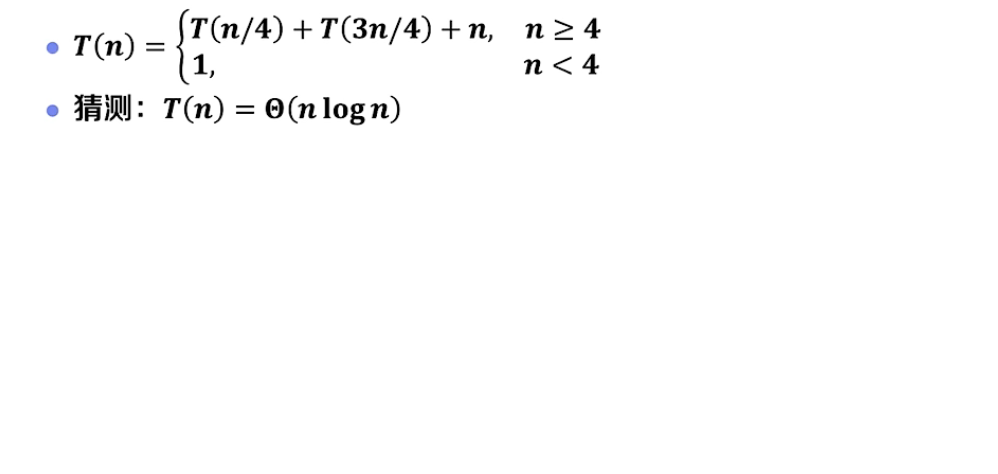 • T(n) = { T(n/4) + T(3n/4) + n, n ≥ 4
1, n < 4
• 猜测：T(n) = Θ(n log n)